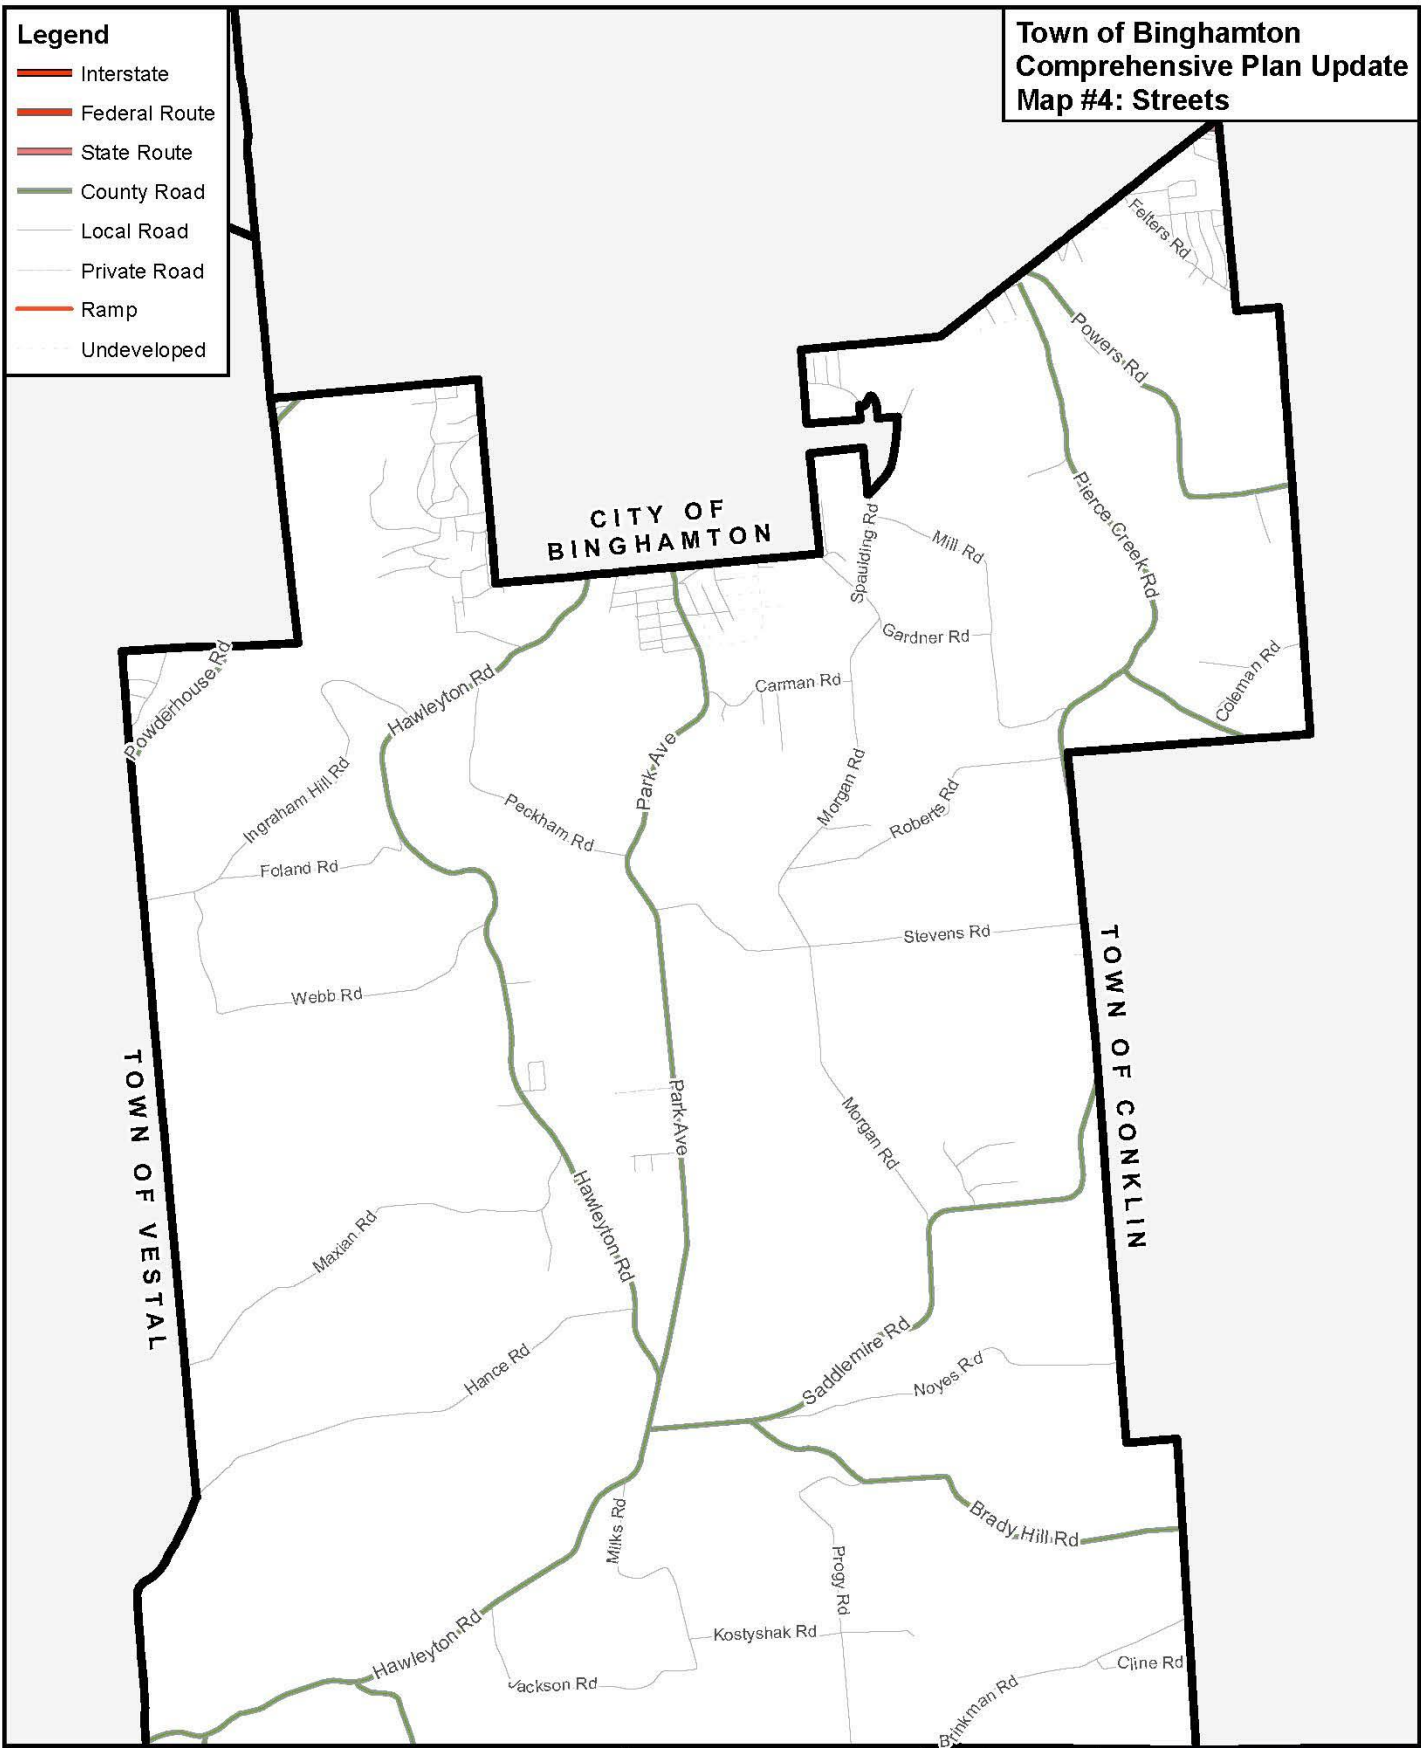 Legend
Interstate
Federal Route
State Route
County Road
Local Road
Private Road
Ramp
Undeveloped
Town of Binghamton
Comprehensive Plan Update
Map #4: Streets
Felters Rd
Powers Rd
Pierce Creek Rd
CITY OF
BINGHAMTON
Spaulding Rd
Mill Rd
Gardner Rd
Coleman Rd
Powderhouse Rd
Hawleyton Rd
Carman Rd
Park Ave
Morgan Rd
Ingraham Hill Rd
Peckham Rd
Roberts Rd
Foland Rd
Stevens Rd
Webb Rd
TOWN OF CONKLIN
TOWN OF VESTAL
Park Ave
Morgan Rd
Hawleyton Rd
Maxian Rd
Hance Rd
Saddlemire Rd
Noyes Rd
Milks Rd
Brady Hill Rd
Progy Rd
Hawleyton Rd
Kostyshak Rd
Jackson Rd
Cline Rd
Brinkman Rd